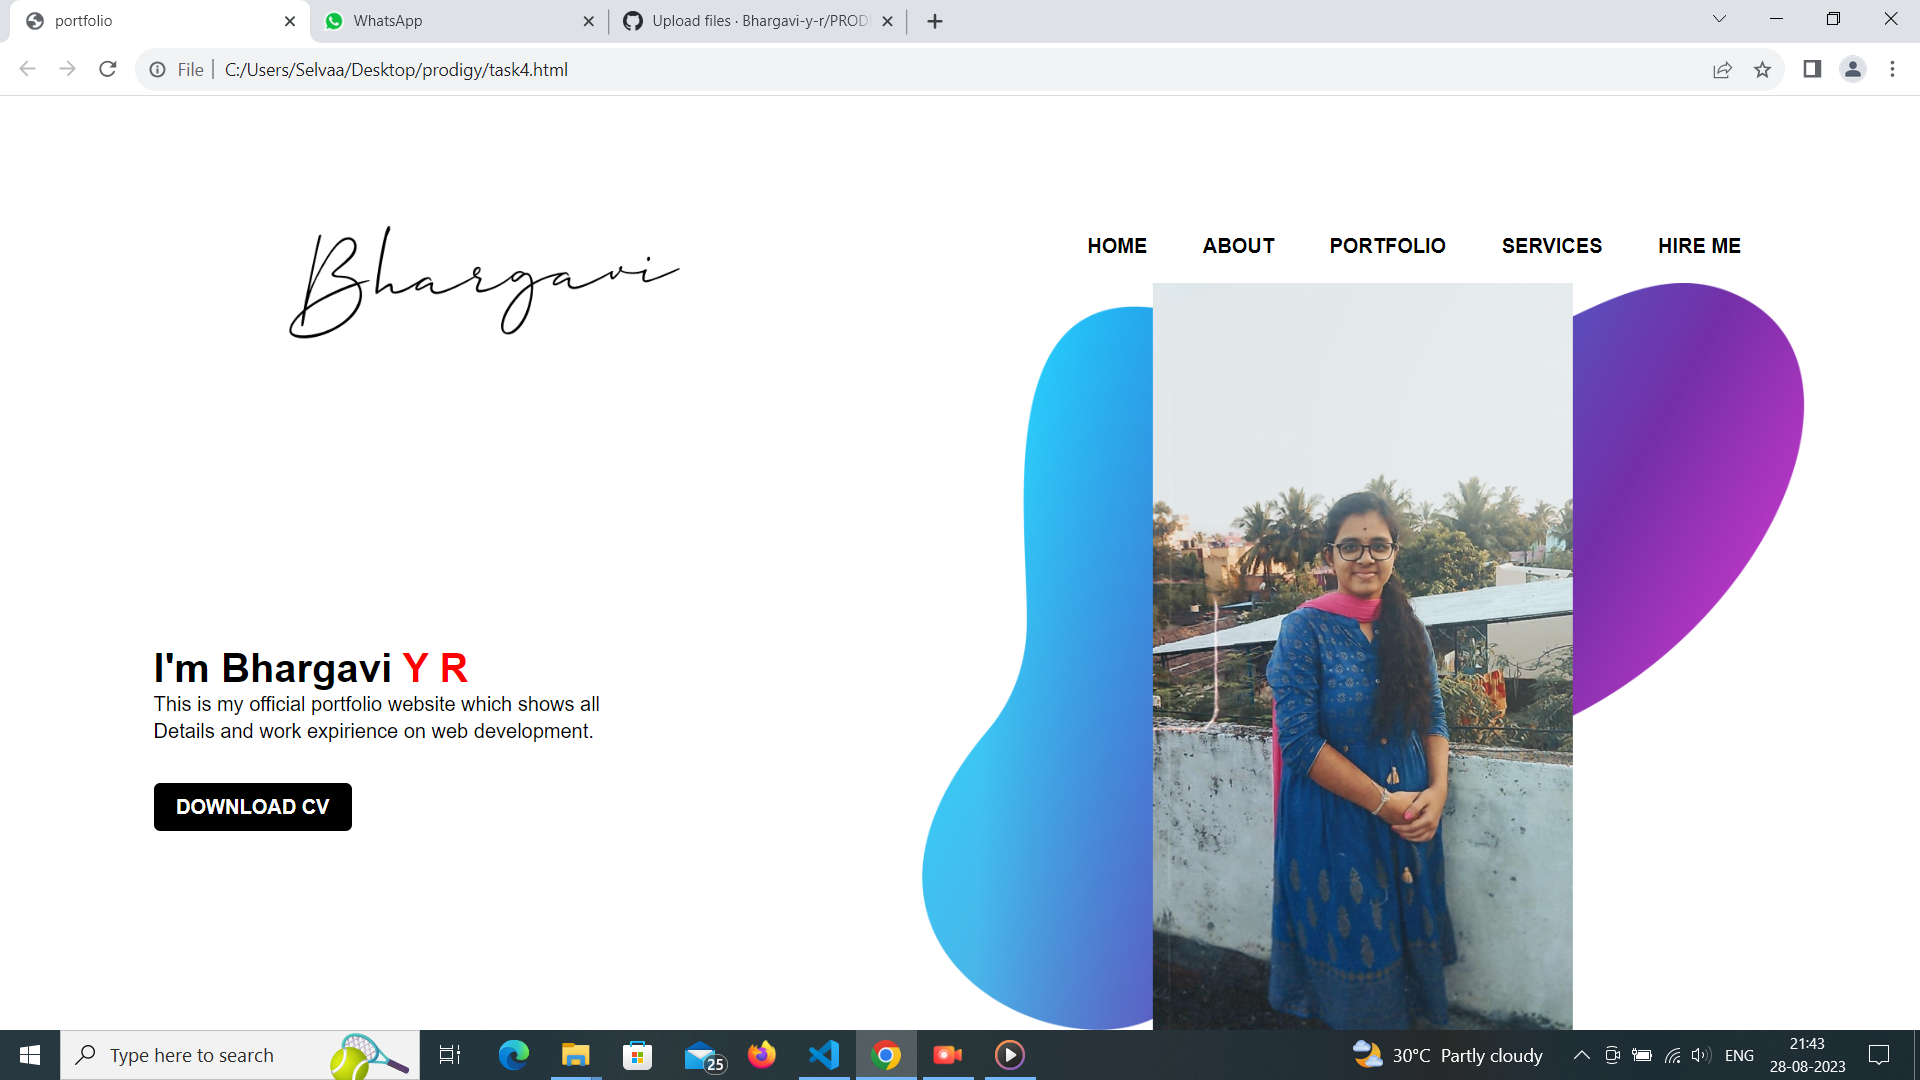 portfolio
WhatsApp
Upload files · Bhargavi-y-r/PROD
File
C:/Users/Selvaa/Desktop/prodigy/task4.html
Bhargavi
HOME ABOUT PORTFOLIO SERVICES HIRE ME
I'm Bhargavi Y R
This is my official portfolio website which shows all
Details and work expirience on web development.
DOWNLOAD CV
Type here to search
25
30°C Partly cloudy
ENG
21:43
28-08-2023